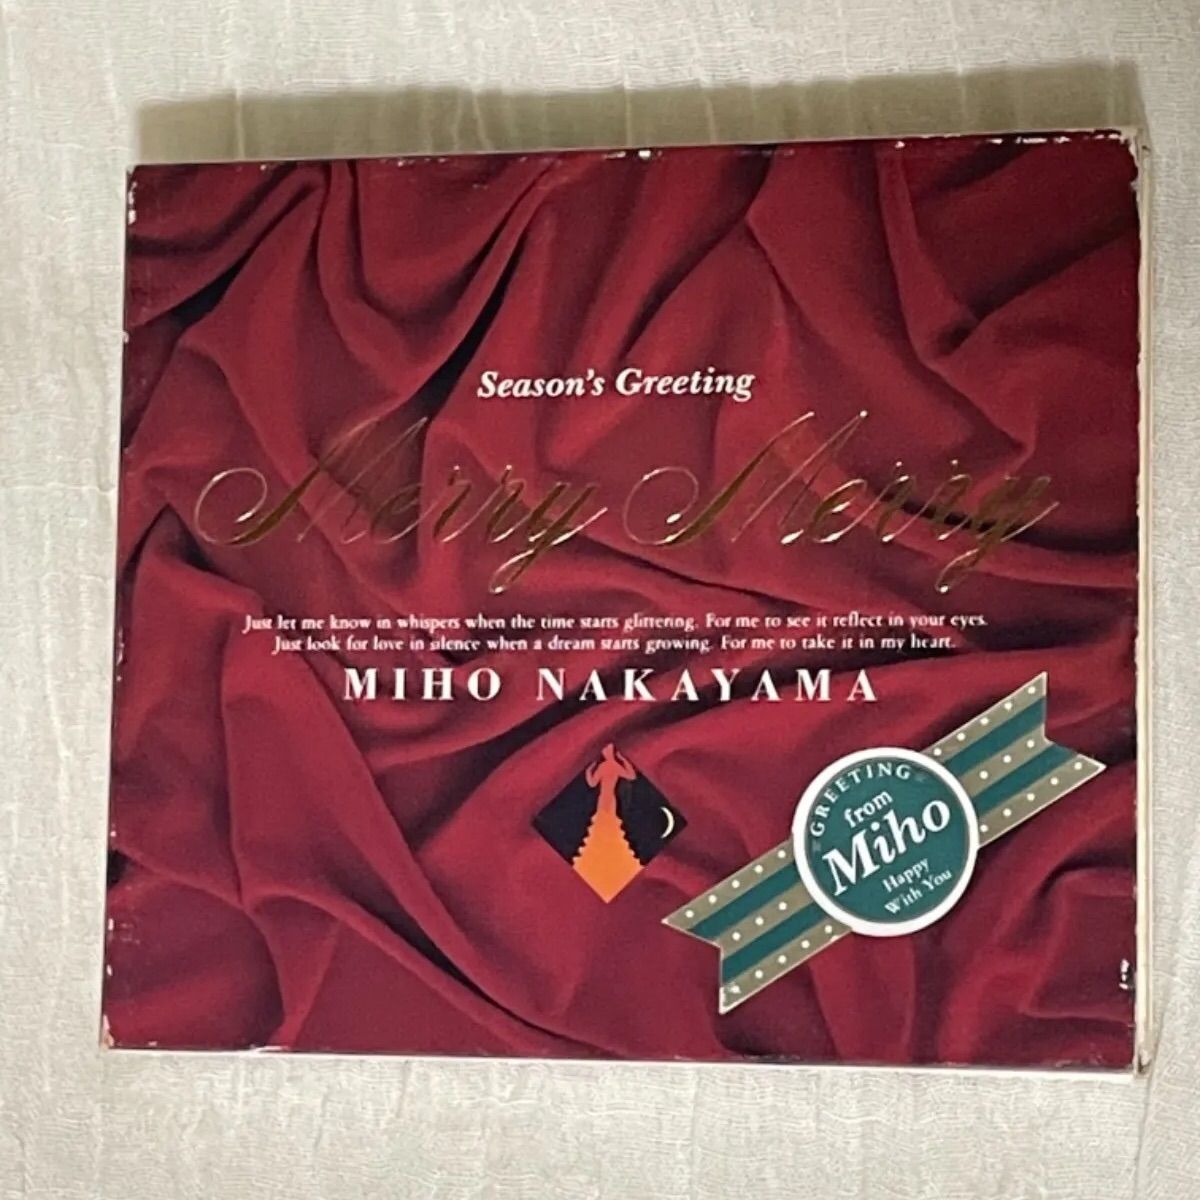 Season's Greeting
Merry Merry
Just let me know in whispers when the time starts glittering. For me to see it reflect in your eyes.
Just look for love in silence when a dream starts growing. For me to take it in my heart.
MIHO NAKAYAMA
GREETING
from
Miho
Happy
With You